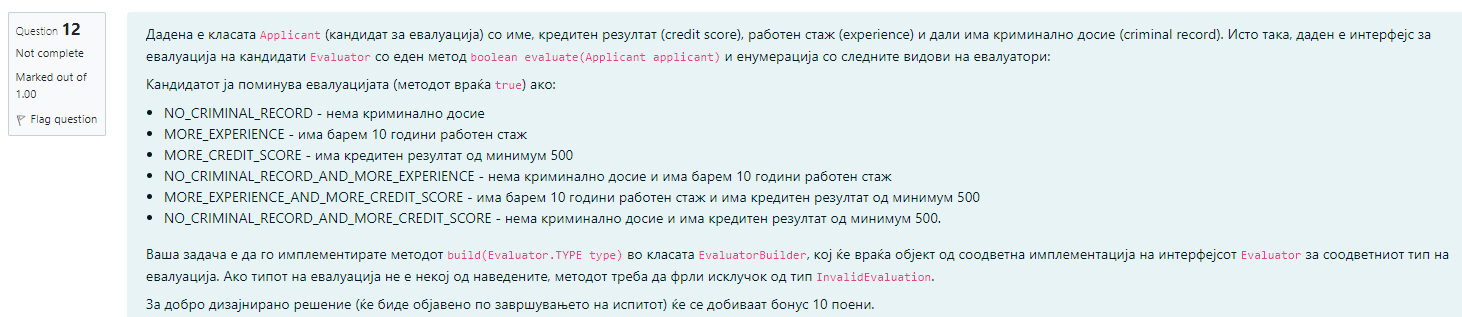 Question 12
Not complete
Marked out of
1.00
Flag question
Дадена е класата Applicant (кандидат за евалуација) со име, кредитен резултат (credit score), работен стаж (experience) и дали има криминално досие (criminal record). Исто така, даден е интерфејс за
евалуација на кандидати Evaluator со еден метод boolean evaluate(Applicant applicant) и енумерација со следните видови на евалуатори:
Кандидатот ја поминува евалуацијата (методот враќа true) ако:
• NO_CRIMINAL_RECORD - нема криминално досие
• MORE_EXPERIENCE - има барем 10 години работен стаж
• MORE_CREDIT_SCORE - има кредитен резултат од минимум 500
• NO_CRIMINAL_RECORD_AND_MORE_EXPERIENCE - нема криминално досие и има барем 10 години работен стаж
• MORE_EXPERIENCE_AND_MORE_CREDIT_SCORE - има барем 10 години работен стаж и има кредитен резултат од минимум 500
• NO_CRIMINAL_RECORD_AND_MORE_CREDIT_SCORE - нема криминално досие и има кредитен резултат од минимум 500.
Ваша задача е да го имплементирате методот build(Evaluator.TYPE type) во класата EvaluatorBuilder, кој ќе враќа објект од соодветна имплементација на интерфејсот Evaluator за соодветниот тип на
евалуација. Ако типот на евалуација не е некој од наведените, методот треба да фрли исклучок од тип InvalidEvaluation.
За добро дизајнирано решение (ќе биде објавено по завршувањето на испитот) ќе се добиваат бонус 10 поени.